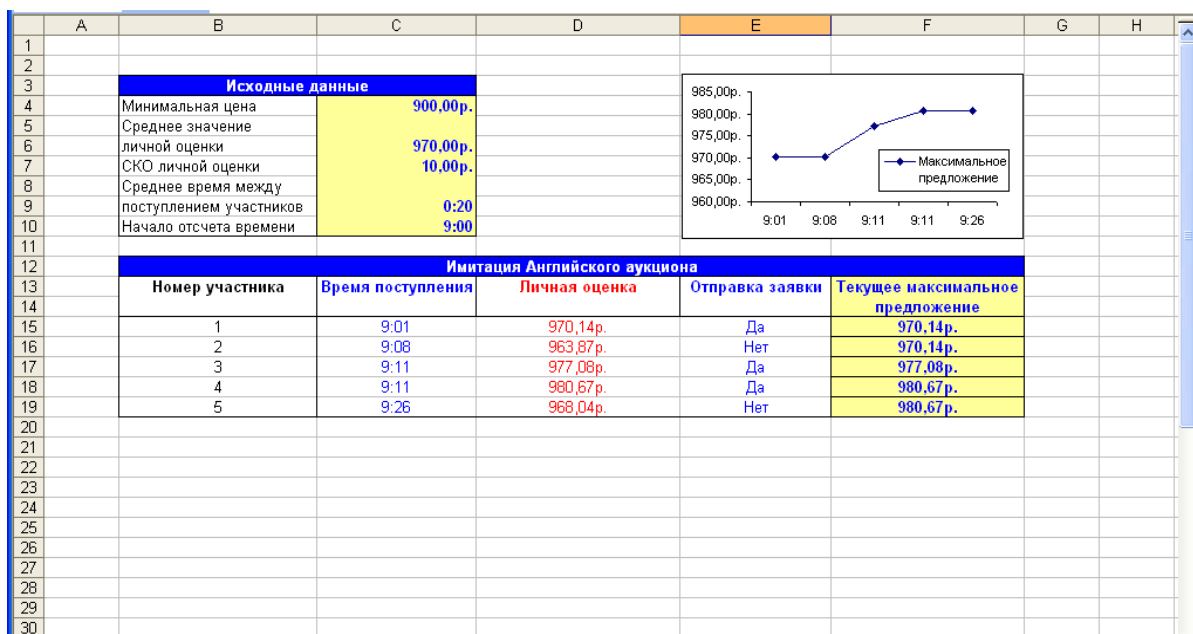 A B C D E F G H
1
2
3 Исходные данные
4 Минимальная цена 900,00р.
5 Среднее значение
6 личной оценки 970,00р.
7 СКО личной оценки 10,00р.
8 Среднее время между
9 поступлением участников 0:20
10 Начало отсчета времени 9:00
985,00р.
980,00р.
975,00р.
970,00р.
965,00р.
960,00р.
9:01 9:08 9:11 9:11 9:26
Максимальное
предложение
11
12 Имитация Английского аукциона
13 Номер участника Время поступления Личная оценка Отправка заявки Текущее максимальное
14 предложение
15 1 9:01 970,14р. Да 970,14р.
16 2 9:08 963,87р. Нет 970,14р.
17 3 9:11 977,08р. Да 977,08р.
18 4 9:11 980,67р. Да 980,67р.
19 5 9:26 968,04р. Нет 980,67р.
20
21
22
23
24
25
26
27
28
29
30